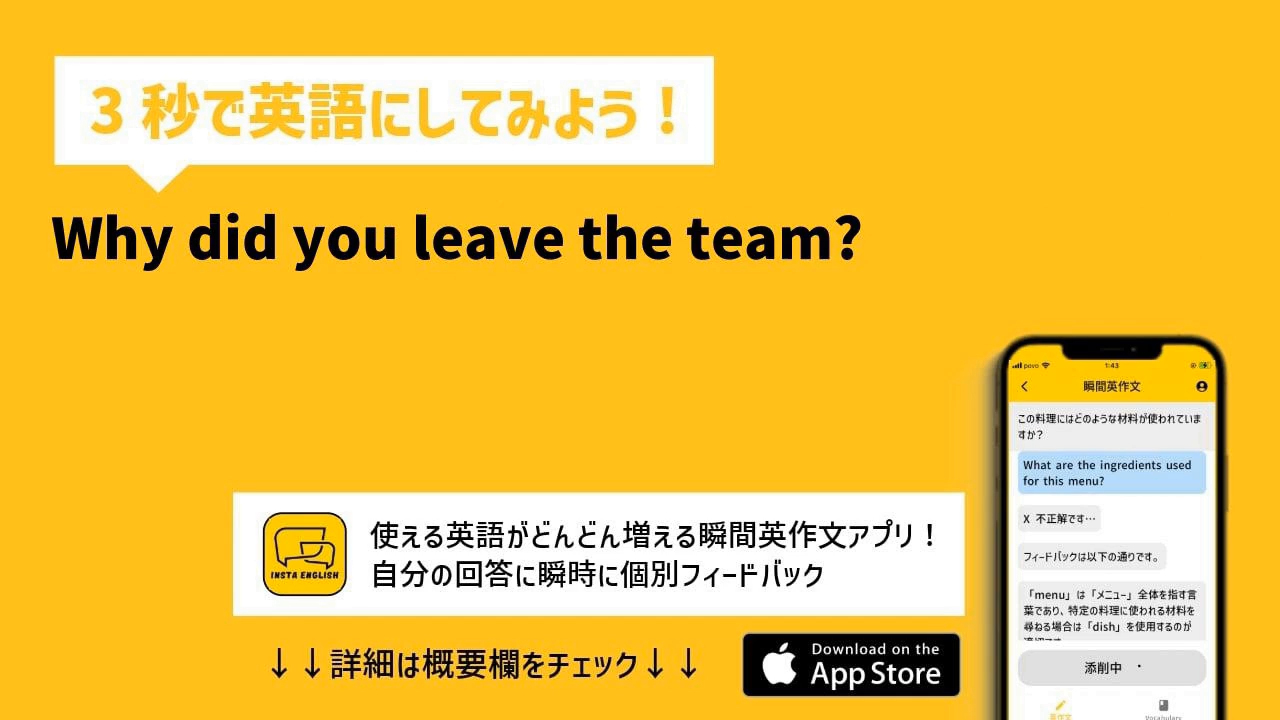 3 秒で英語にしてみよう！
Why did you leave the team?
povo 1:43
瞬間英作文
この料理にはどのような材料が使われていま
すか？
What are the ingredients used
for this menu?
X 不正解です…
フィードバックは以下の通りです。
「menu」は「メニュー」全体を指す言
葉であり、特定の料理に使われる材料を
尋ねる場合は「dish」を使用するのが
添削中 ・
英作文 Vocabulary
INSTA ENGLISH
使える英語がどんどん増える瞬間英作文アプリ！
自分の回答に瞬時に個別フィードバック
↓↓詳細は概要欄をチェック↓↓
Download on the
App Store